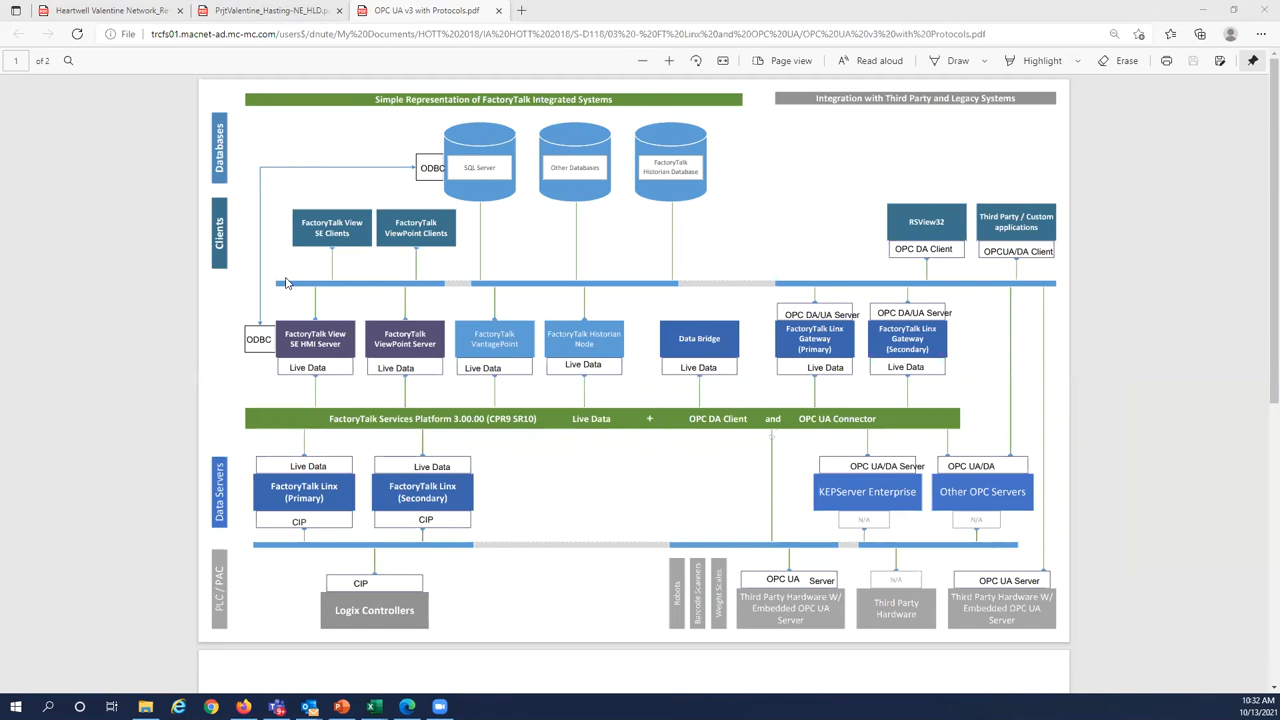 Heartwell Valentine Network_Re
PrjtValentine_Hasting-NE_HLD.p
OPC UA v3 with Protocols.pdf
File
trcfs01.macnet-ad.mc-mc.com/users/dnute/My%20Documents/HOTT%202018/IA%20HOTT%202018/S-D118/03%20-%20FT%20Linx%20and%20OPC%20UA/OPC%20UA%20v3%20with%20Protocols.pdf
1 of 2
Page view
Read aloud
Draw
Highlight
Erase
Simple Representation of FactoryTalk Integrated Systems
Integration with Third Party and Legacy Systems
Databases
ODBC
SQL Server
Other Databases
FactoryTalk
Historian Database
Clients
FactoryTalk View
SE Clients
FactoryTalk
ViewPoint Clients
RSView32
OPC DA Client
Third Party / Custom
applications
OPCUA/DA Client
ODBC
FactoryTalk View
SE HMI Server
Live Data
FactoryTalk
ViewPoint Server
Live Data
FactoryTalk
VantagePoint
Live Data
FactoryTalk Historian
Node
Live Data
Data Bridge
Live Data
OPC DA/UA Server
FactoryTalk Linx
Gateway
(Primary)
Live Data
OPC DA/UA Server
FactoryTalk Linx
Gateway
(Secondary)
Live Data
FactoryTalk Services Platform 3.00.00 (CPR9 SR10) Live Data + OPC DA Client and OPC UA Connector
Data Servers
Live Data
FactoryTalk Linx
(Primary)
CIP
Live Data
FactoryTalk Linx
(Secondary)
CIP
OPC UA/DA Server
KEPServer Enterprise
N/A
OPC UA/DA
Other OPC Servers
N/A
PLC / PAC
CIP
Logix Controllers
Robots
Barcode Scanners
Weight Scales
OPC UA Server
Third Party Hardware W/
Embedded OPC UA
Server
N/A
Third Party
Hardware
OPC UA Server
Third Party Hardware W/
Embedded OPC UA
Server
10:32 AM
10/13/2021